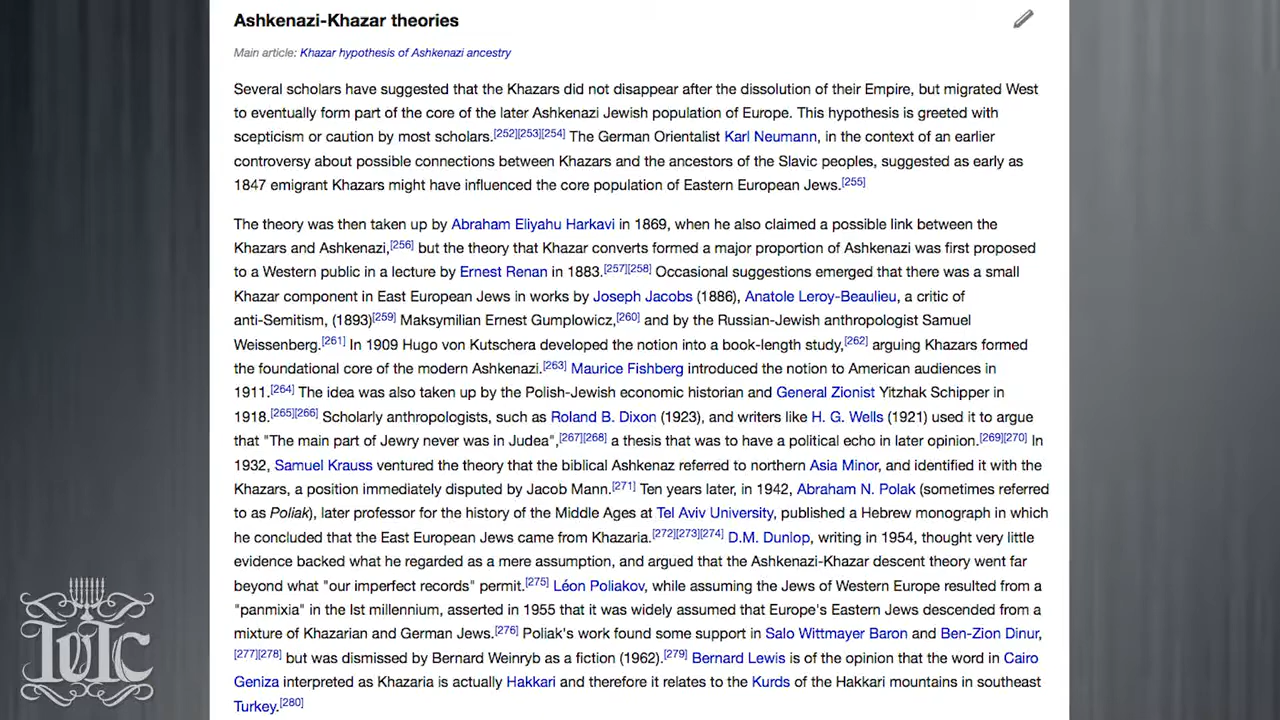 Ashkenazi-Khazar theories
Main article: Khazar hypothesis of Ashkenazi ancestry
Several scholars have suggested that the Khazars did not disappear after the dissolution of their Empire, but migrated West
to eventually form part of the core of the later Ashkenazi Jewish population of Europe. This hypothesis is greeted with
scepticism or caution by most scholars.[252][253][254] The German Orientalist Karl Neumann, in the context of an earlier
controversy about possible connections between Khazars and the ancestors of the Slavic peoples, suggested as early as
1847 emigrant Khazars might have influenced the core population of Eastern European Jews.[255]
The theory was then taken up by Abraham Eliyahu Harkavi in 1869, when he also claimed a possible link between the
Khazars and Ashkenazi,[256] but the theory that Khazar converts formed a major proportion of Ashkenazi was first proposed
to a Western public in a lecture by Ernest Renan in 1883.[257][258] Occasional suggestions emerged that there was a small
Khazar component in East European Jews in works by Joseph Jacobs (1886), Anatole Leroy-Beaulieu, a critic of
anti-Semitism, (1893)[259] Maksymilian Ernest Gumplowicz,[260] and by the Russian-Jewish anthropologist Samuel
Weissenberg.[261] In 1909 Hugo von Kutschera developed the notion into a book-length study,[262] arguing Khazars formed
the foundational core of the modern Ashkenazi.[263] Maurice Fishberg introduced the notion to American audiences in
1911.[264] The idea was also taken up by the Polish-Jewish economic historian and General Zionist Yitzhak Schipper in
1918.[265][266] Scholarly anthropologists, such as Roland B. Dixon (1923), and writers like H. G. Wells (1921) used it to argue
that "The main part of Jewry never was in Judea",[267][268] a thesis that was to have a political echo in later opinion.[269][270] In
1932, Samuel Krauss ventured the theory that the biblical Ashkenaz referred to northern Asia Minor, and identified it with the
Khazars, a position immediately disputed by Jacob Mann.[271] Ten years later, in 1942, Abraham N. Polak (sometimes referred
to as Poliak), later professor for the history of the Middle Ages at Tel Aviv University, published a Hebrew monograph in which
he concluded that the East European Jews came from Khazaria.[272][273][274] D.M. Dunlop, writing in 1954, thought very little
evidence backed what he regarded as a mere assumption, and argued that the Ashkenazi-Khazar descent theory went far
beyond what "our imperfect records" permit.[275] Léon Poliakov, while assuming the Jews of Western Europe resulted from a
"panmixia" in the Ist millennium, asserted in 1955 that it was widely assumed that Europe's Eastern Jews descended from a
mixture of Khazarian and German Jews.[276] Poliak's work found some support in Salo Wittmayer Baron and Ben-Zion Dinur,
[277][278] but was dismissed by Bernard Weinryb as a fiction (1962).[279] Bernard Lewis is of the opinion that the word in Cairo
Geniza interpreted as Khazaria is actually Hakkari and therefore it relates to the Kurds of the Hakkari mountains in southeast
Turkey.[280]
IUIC